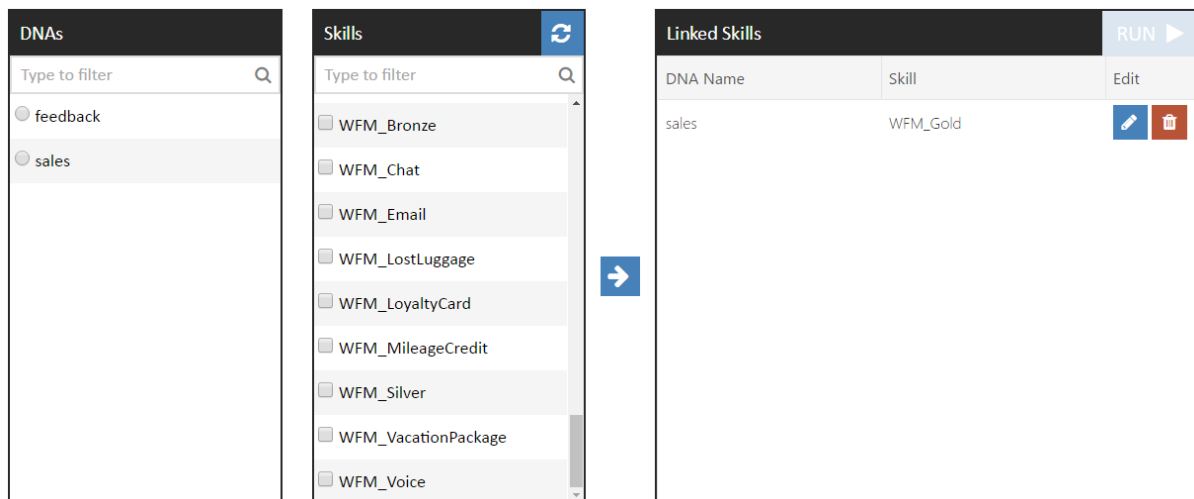 DNAs
Type to filter
feedback
sales
Skills
Type to filter
WFM_Bronze
WFM_Chat
WFM_Email
WFM_LostLuggage
WFM_LoyaltyCard
WFM_MileageCredit
WFM_Silver
WFM_VacationPackage
WFM_Voice
Linked Skills
RUN
DNA Name Skill Edit
sales WFM_Gold